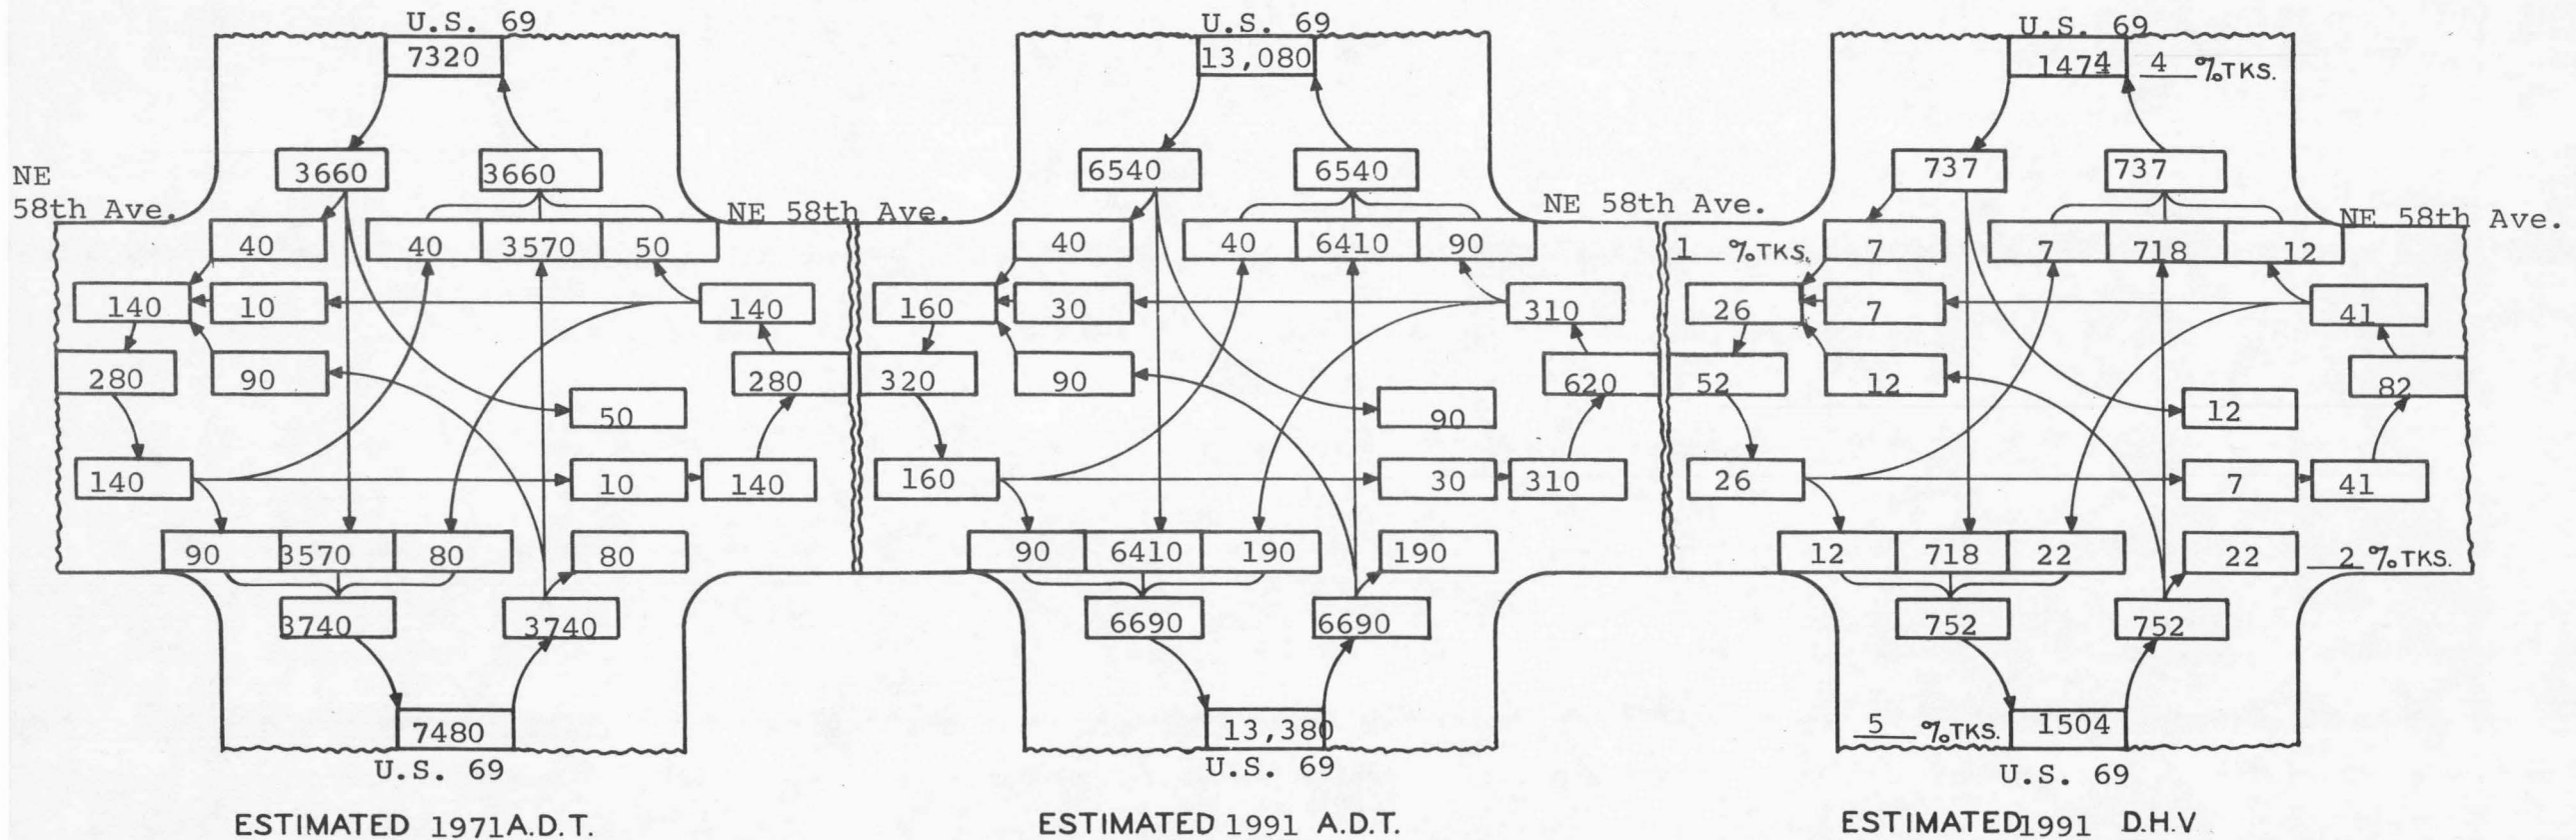 U.S. 69
7320
3660 3660
NE
58th Ave.
NE 58th Ave.
40 40 3570 50
140 10 140
280 90 280
50
140 10 140
90 3570 80 80
3740 3740
7480
U.S. 69
ESTIMATED 1971 A.D.T.
U.S. 69
13,080
6540 6540
NE 58th Ave.
40 40 6410 90
160 30 310
320 90 620
90
160 30 310
90 6410 190 190
6690 6690
13,380
U.S. 69
ESTIMATED 1991 A.D.T.
U.S. 69
1474 4 %TKS.
737 737
NE 58th Ave.
1 %TKS. 7 7 718 12
26 7 41
52 12 82
12
26 7 41
12 718 22 22 2 %TKS.
752 752
5 %TKS. 1504
U.S. 69
ESTIMATED 1991 D.H.V